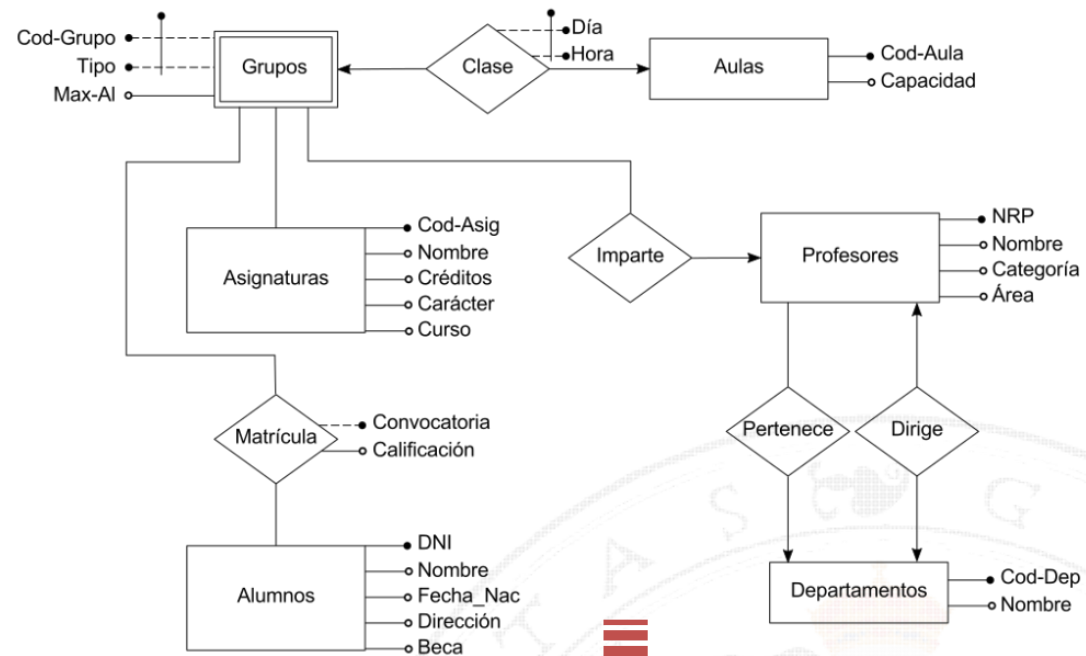 Cod-Grupo
Tipo
Max-Al
Grupos
Clase
Día
Hora
Aulas
Cod-Aula
Capacidad
Asignaturas
Cod-Asig
Nombre
Créditos
Carácter
Curso
Imparte
Profesores
NRP
Nombre
Categoría
Área
Matrícula
Convocatoria
Calificación
Pertenece
Dirige
Alumnos
DNI
Nombre
Fecha_Nac
Dirección
Beca
Departamentos
Cod-Dep
Nombre
T A S G